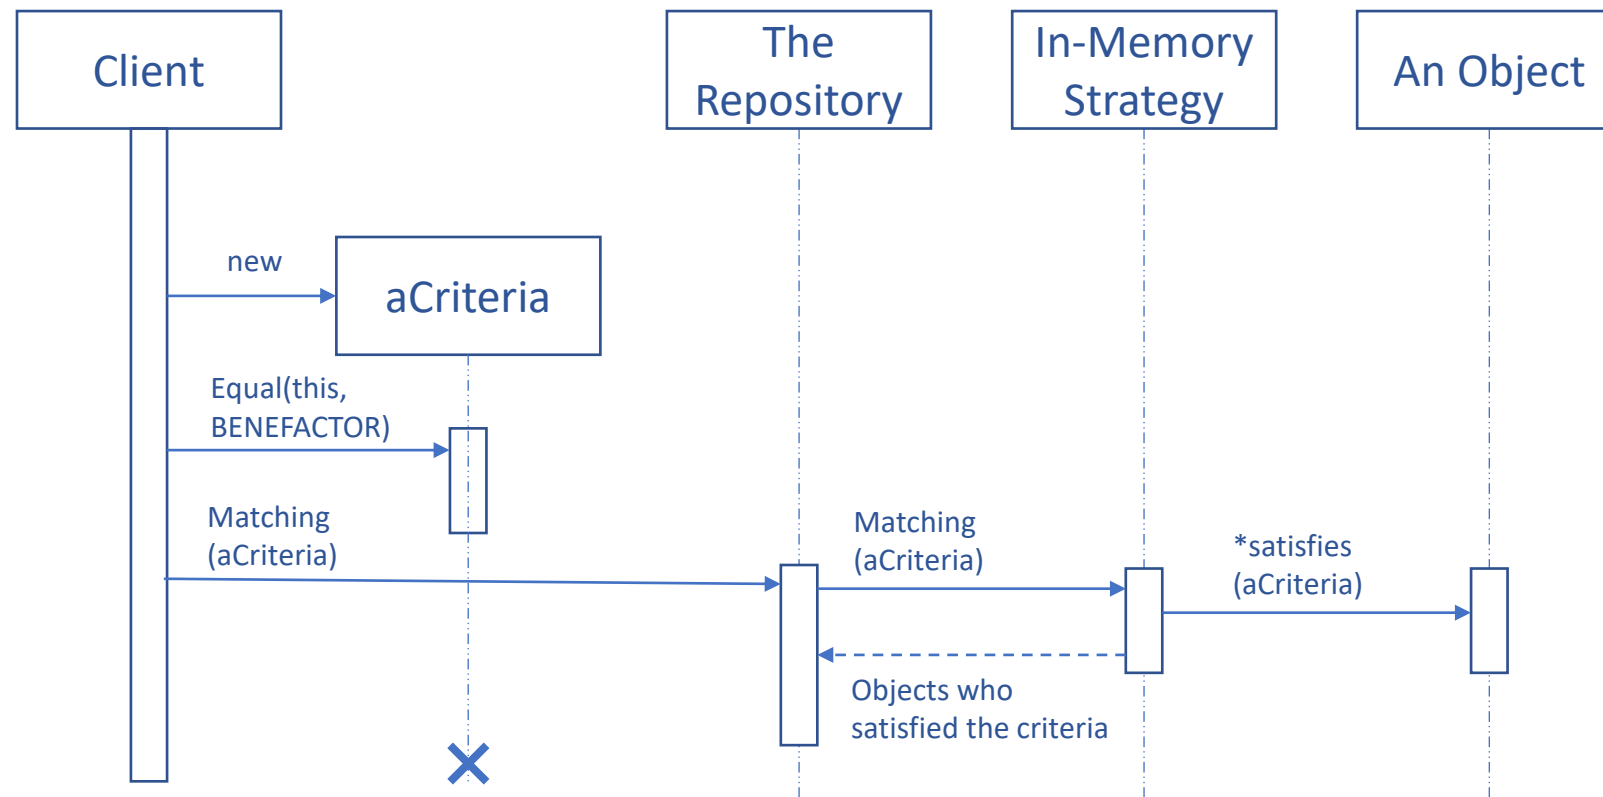 Client
The
Repository
In-Memory
Strategy
An Object
new
aCriteria
Equal(this,
BENEFACTOR)
Matching
(aCriteria)
Matching
(aCriteria)
*satisfies
(aCriteria)
Objects who
satisfied the criteria